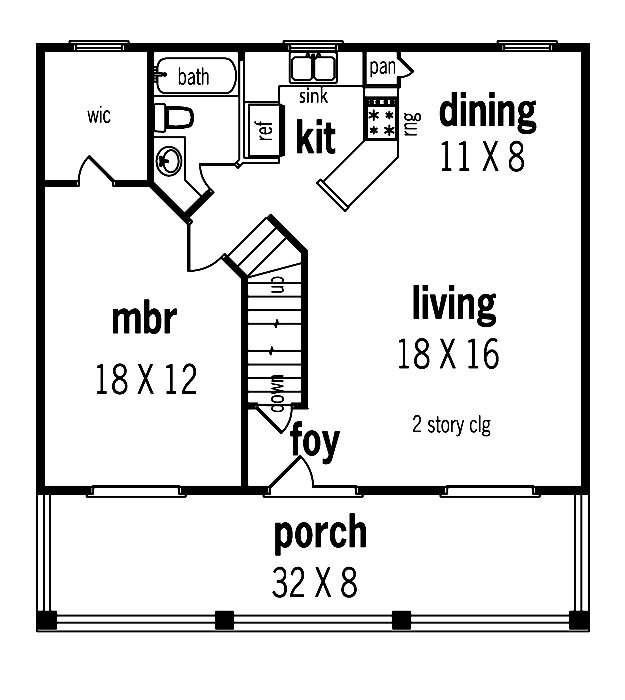 bath
pan
wic
sink
ref
kit
rng
dining
11 X 8
mbr
18 X 12
up
living
18 X 16
down
2 story clg
foy
porch
32 X 8